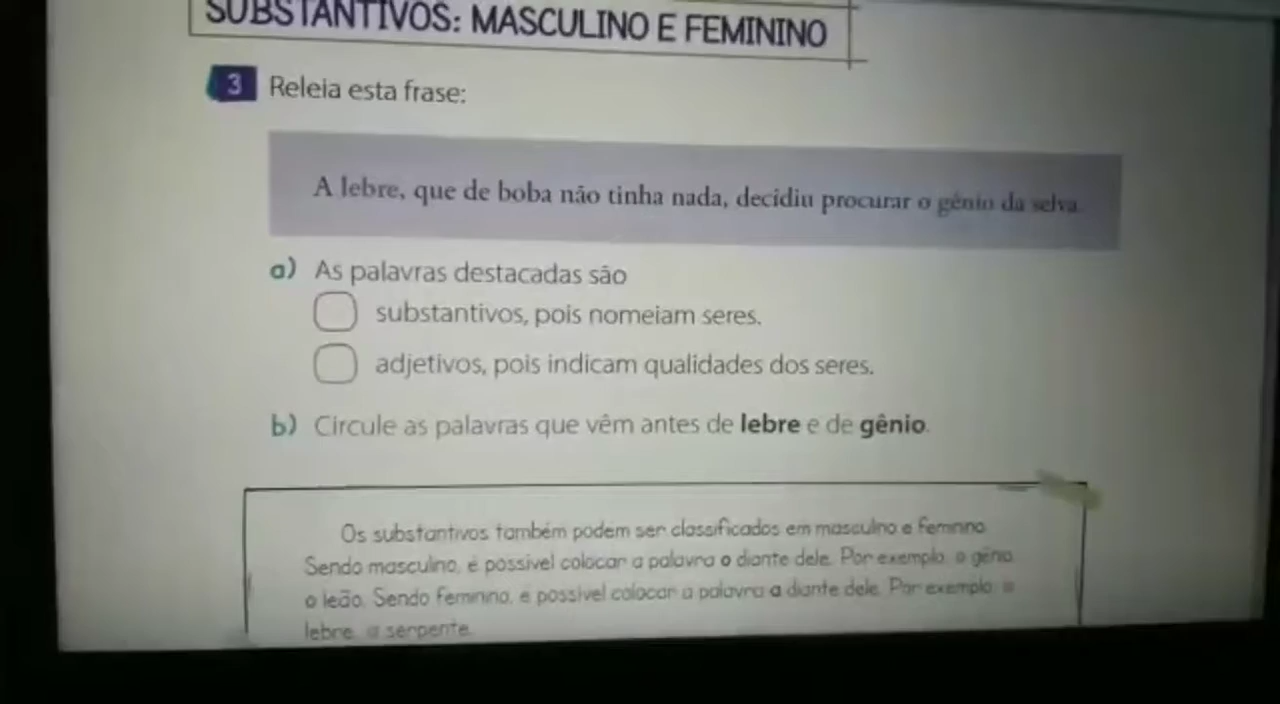 SUBSTANTIVOS: MASCULINO E FEMININO
3 Releia esta frase:
A lebre, que de boba não tinha nada, decidiu procurar o gênio da selva.
a) As palavras destacadas são
substantivos, pois nomeiam seres.
adjetivos, pois indicam qualidades dos seres.
b) Circule as palavras que vêm antes de lebre e de gênio.
Os substantivos também podem ser classificados em masculino e feminino.
Sendo masculino, é possível colocar a palavra o diante dele. Por exemplo: o gênio,
o leão. Sendo feminino, é possível colocar a palavra a diante dele. Por exemplo: a
lebre, a serpente.